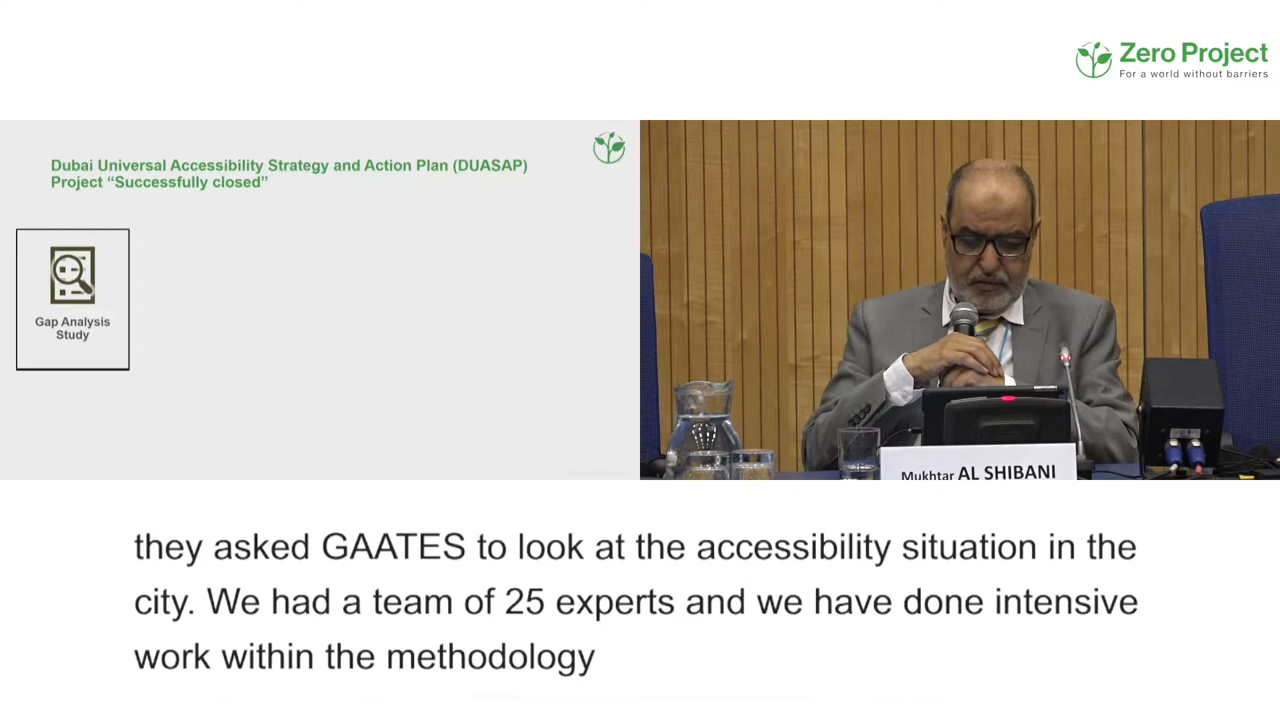 Zero Project
For a world without barriers
Dubai Universal Accessibility Strategy and Action Plan (DUASAP)
Project “Successfully closed”
Gap Analysis
Study
Mukhtar AL SHIBANI
they asked GAATES to look at the accessibility situation in the
city. We had a team of 25 experts and we have done intensive
work within the methodology